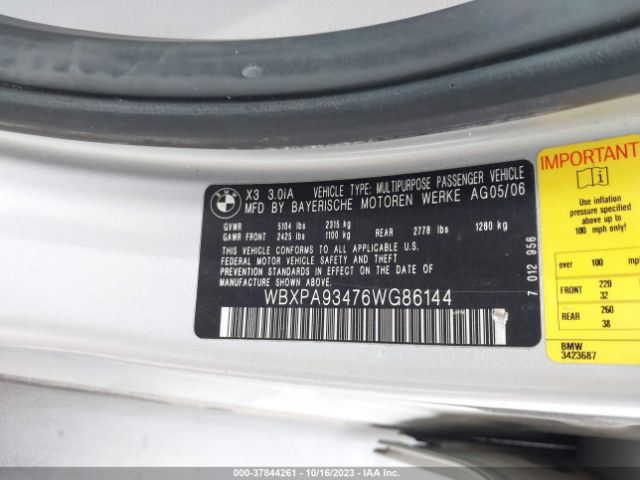 BMW
X3 3.0iA VEHICLE TYPE: MULTIPURPOSE PASSENGER VEHICLE
MFD BY BAYERISCHE MOTOREN WERKE AG05/06
GVWR 5104 lbs 2315 kg
GAWR FRONT 2425 lbs 1100 kg REAR 2778 lbs 1260 kg
THIS VEHICLE CONFORMS TO ALL APPLICABLE U.S.
FEDERAL MOTOR VEHICLE SAFETY AND THEFT
PREVENTION STANDARDS IN EFFECT ON THE DATE OF
MANUFACTURE SHOWN ABOVE.
WBXPA93476WG86144
7 012 956
IMPORTANT
Use inflation
pressure specified
for speeds up to
100 mph only!
over 100
FRONT 220
32
REAR 260
38
BMW
3423687
000-37844261 - 10/16/2023 - IAA Inc.